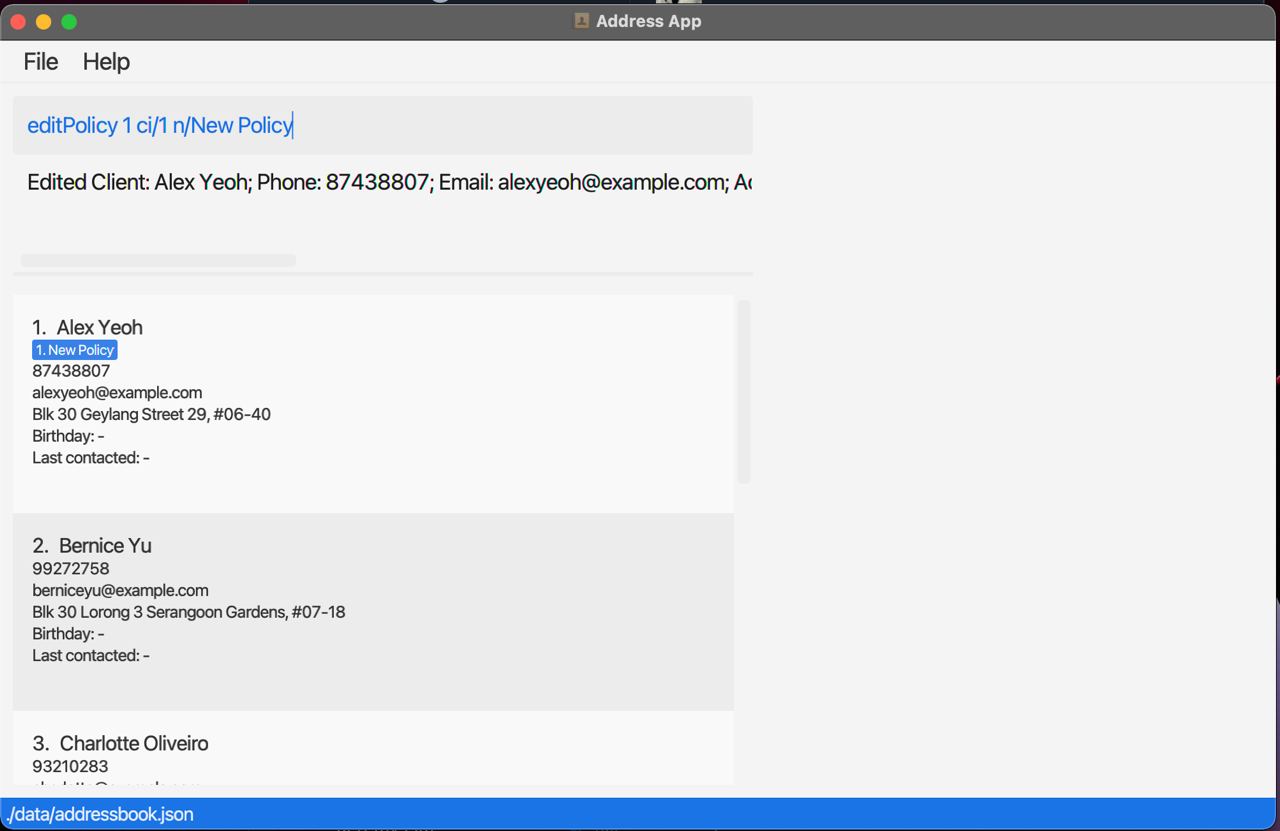 Address App
File Help
editPolicy 1 ci/1 n/New Policy
Edited Client: Alex Yeoh; Phone: 87438807; Email: alexyeoh@example.com;
1. Alex Yeoh
1. New Policy
87438807
alexyeoh@example.com
Blk 30 Geylang Street 29, #06-40
Birthday: -
Last contacted: -
2. Bernice Yu
99272758
berniceyu@example.com
Blk 30 Lorong 3 Serangoon Gardens, #07-18
Birthday: -
Last contacted: -
3. Charlotte Oliveiro
93210283
./data/addressbook.json